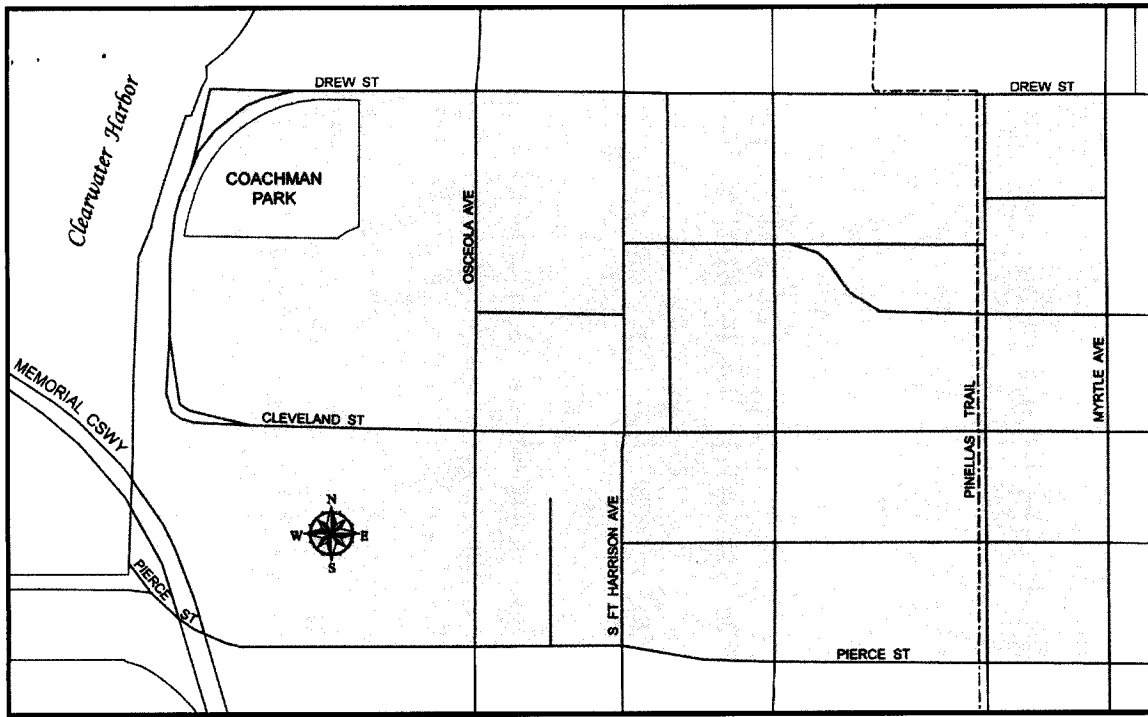 DREW ST
DREW ST
Clearwater Harbor
COACHMAN
PARK
OSCEOLA AVE
MEMORIAL CSWY
MYRTLE AVE
PINELLAS TRAIL
CLEVELAND ST
N
W E
S
S FT HARRISON AVE
PIERCE ST
PIERCE ST